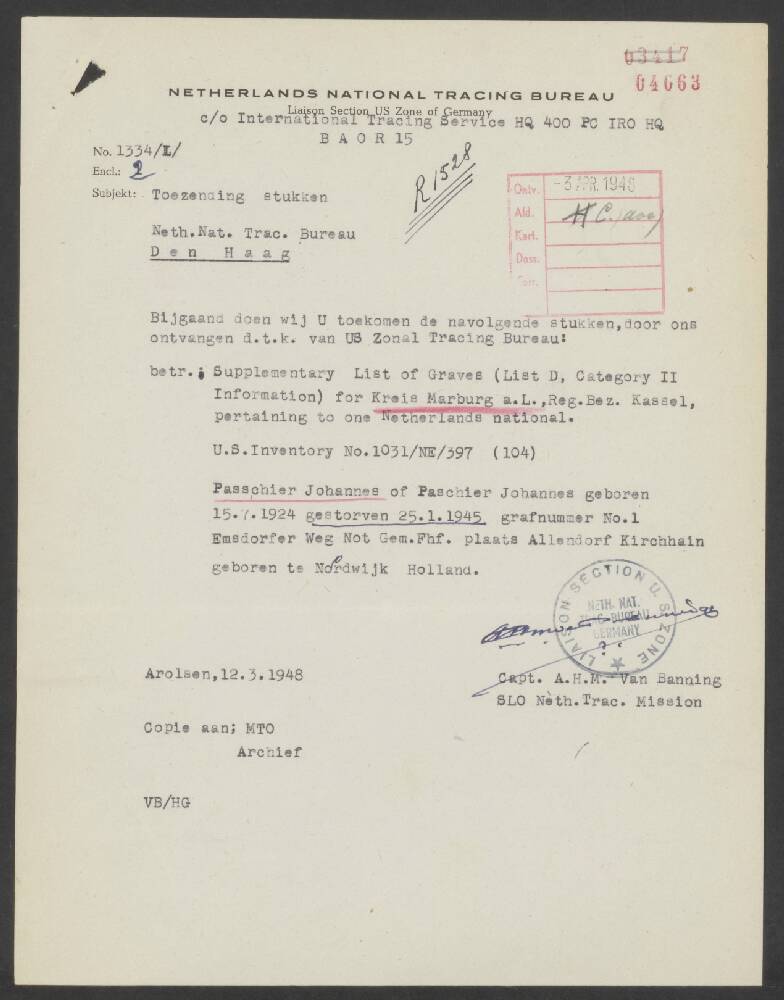 03417
04663
NETHERLANDS NATIONAL TRACING BUREAU
Liaison Section US Zone of Germany
c/o International Tracing Service HQ 400 PC IRO HQ
B A O R 15
No. 1334/L/
Encl.: 2
R1528
Subjekt: Toezending stukken
Ontv. -3 APR. 1948
Afd.
Kart.
Doss.
Neth.Nat. Trac. Bureau
D e n   H a a g
Bijgaand doen wij U toekomen de navolgende stukken,door ons
ontvangen d.t.k. van US Zonal Tracing Bureau:
betr.: Supplementary List of Graves (List D, Category II
Information) for Kreis Marburg a.L.,Reg.Bez. Kassel,
pertaining to one Netherlands national.
U.S.Inventory No.1031/NE/397 (104)
Passchier Johannes of Paschier Johannes geboren
15.7.1924 gestorven 25.1.1945 grafnummer No.1
Emsdorfer Weg Not Gem.Fhf. plaats Allendorf Kirchhain
geboren te Nordwijk Holland.
LIAISON SECTION U.S ZONE
NETH. NAT.
TRAC. BUREAU
GERMANY
Arolsen,12.3.1948
Capt. A.H.M. Van Banning
SLO Neth.Trac. Mission
Copie aan; MTO
Archief
VB/HG